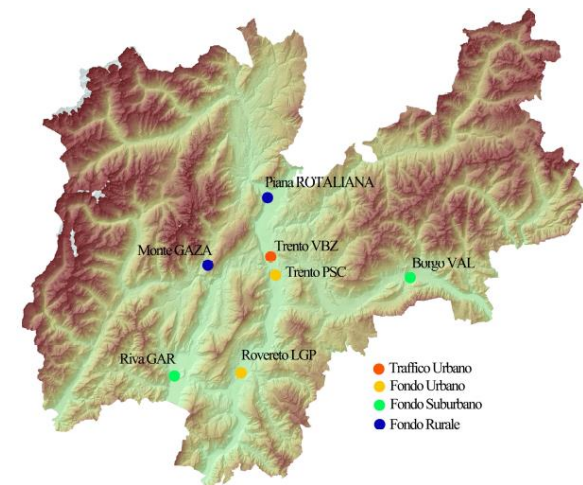 Piana ROTALIANA
Trento VBZ
Monte GAZA
Trento PSC
Borgo VAL
Riva GAR
Rovereto LGP
Traffico Urbano
Fondo Urbano
Fondo Suburbano
Fondo Rurale